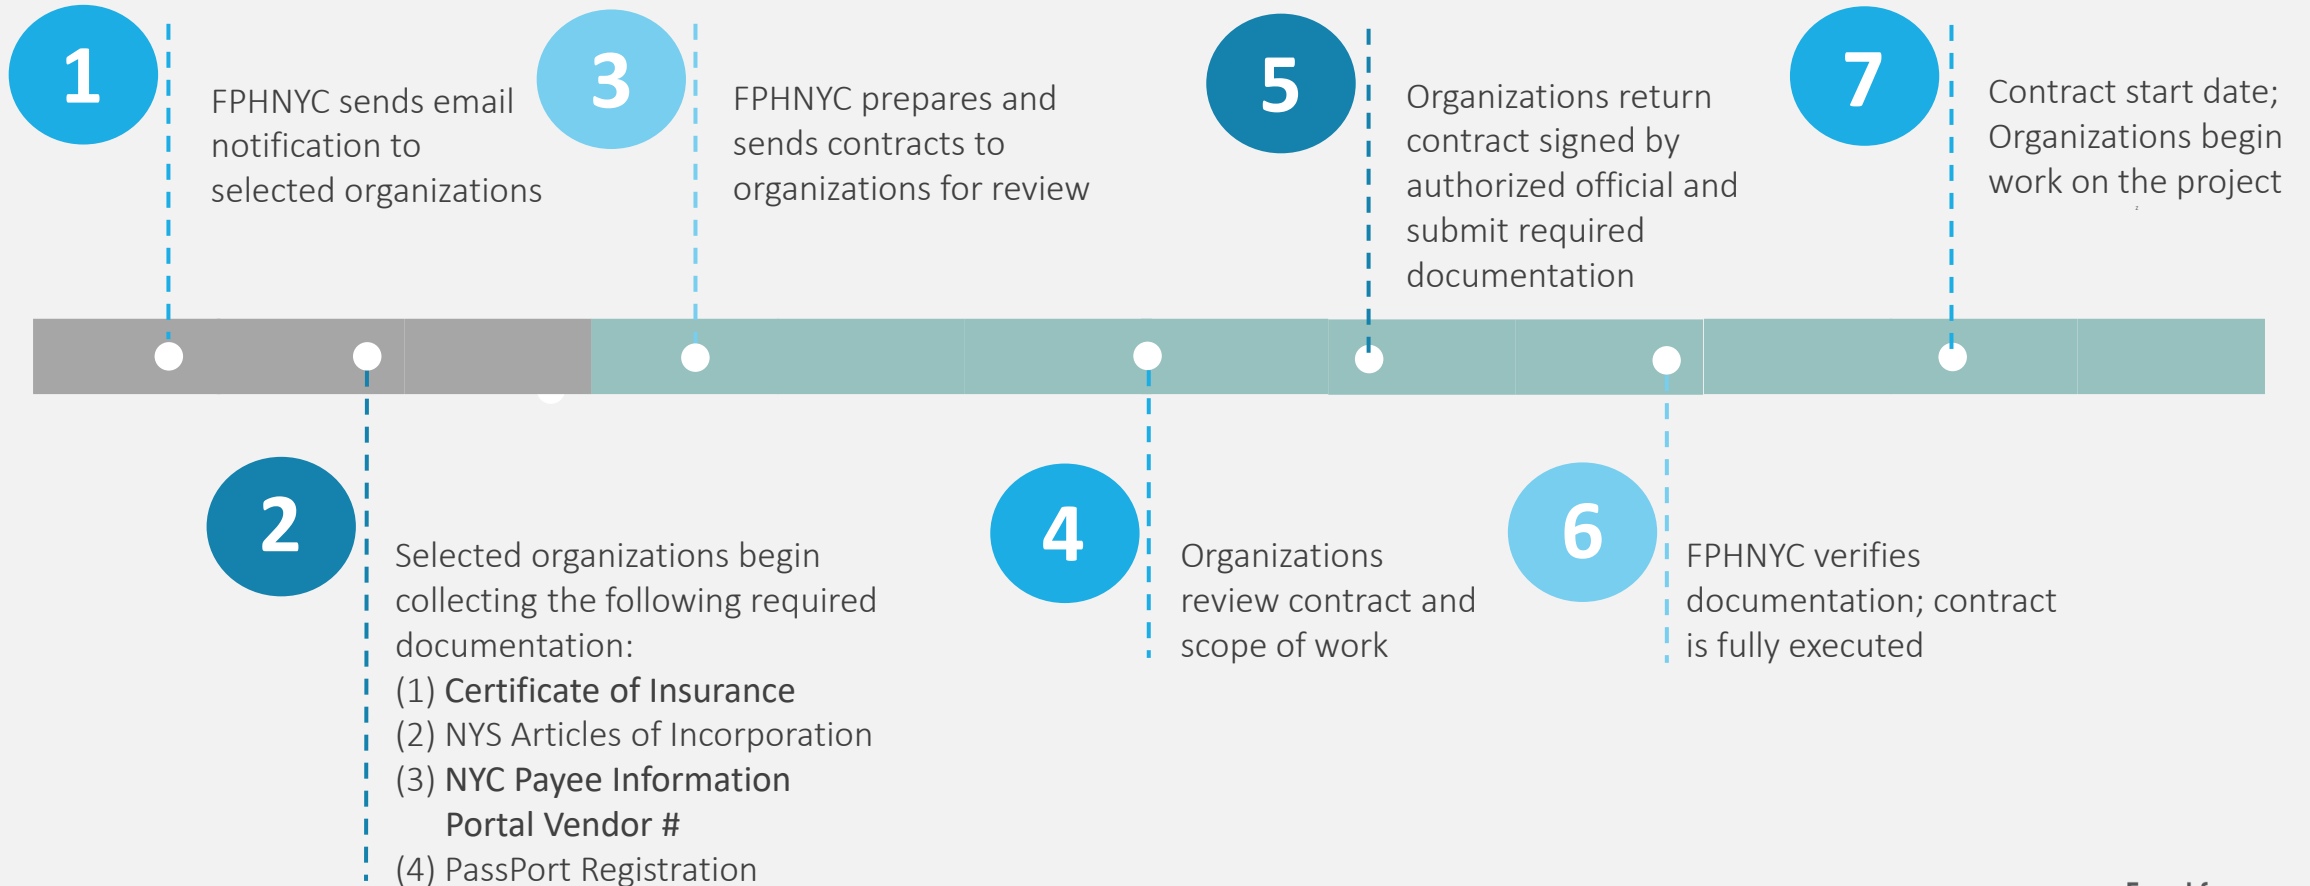 1
FPHNYC sends email
notification to
selected organizations
2
Selected organizations begin
collecting the following required
documentation:
(1) Certificate of Insurance
(2) NYS Articles of Incorporation
(3) NYC Payee Information
Portal Vendor #
(4) PassPort Registration
3
FPHNYC prepares and
sends contracts to
organizations for review
4
Organizations
review contract and
scope of work
5
Organizations return
contract signed by
authorized official and
submit required
documentation
6
FPHNYC verifies
documentation; contract
is fully executed
7
Contract start date;
Organizations begin
work on the project